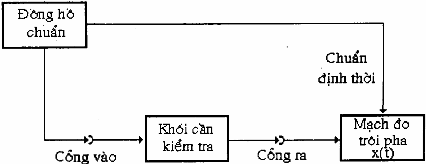 Đồng hồ
chuẩn
Chuẩn
định thời
Khối cần
kiểm tra
Mạch đo
trôi pha
x(t)
Cổng vào
Cổng ra